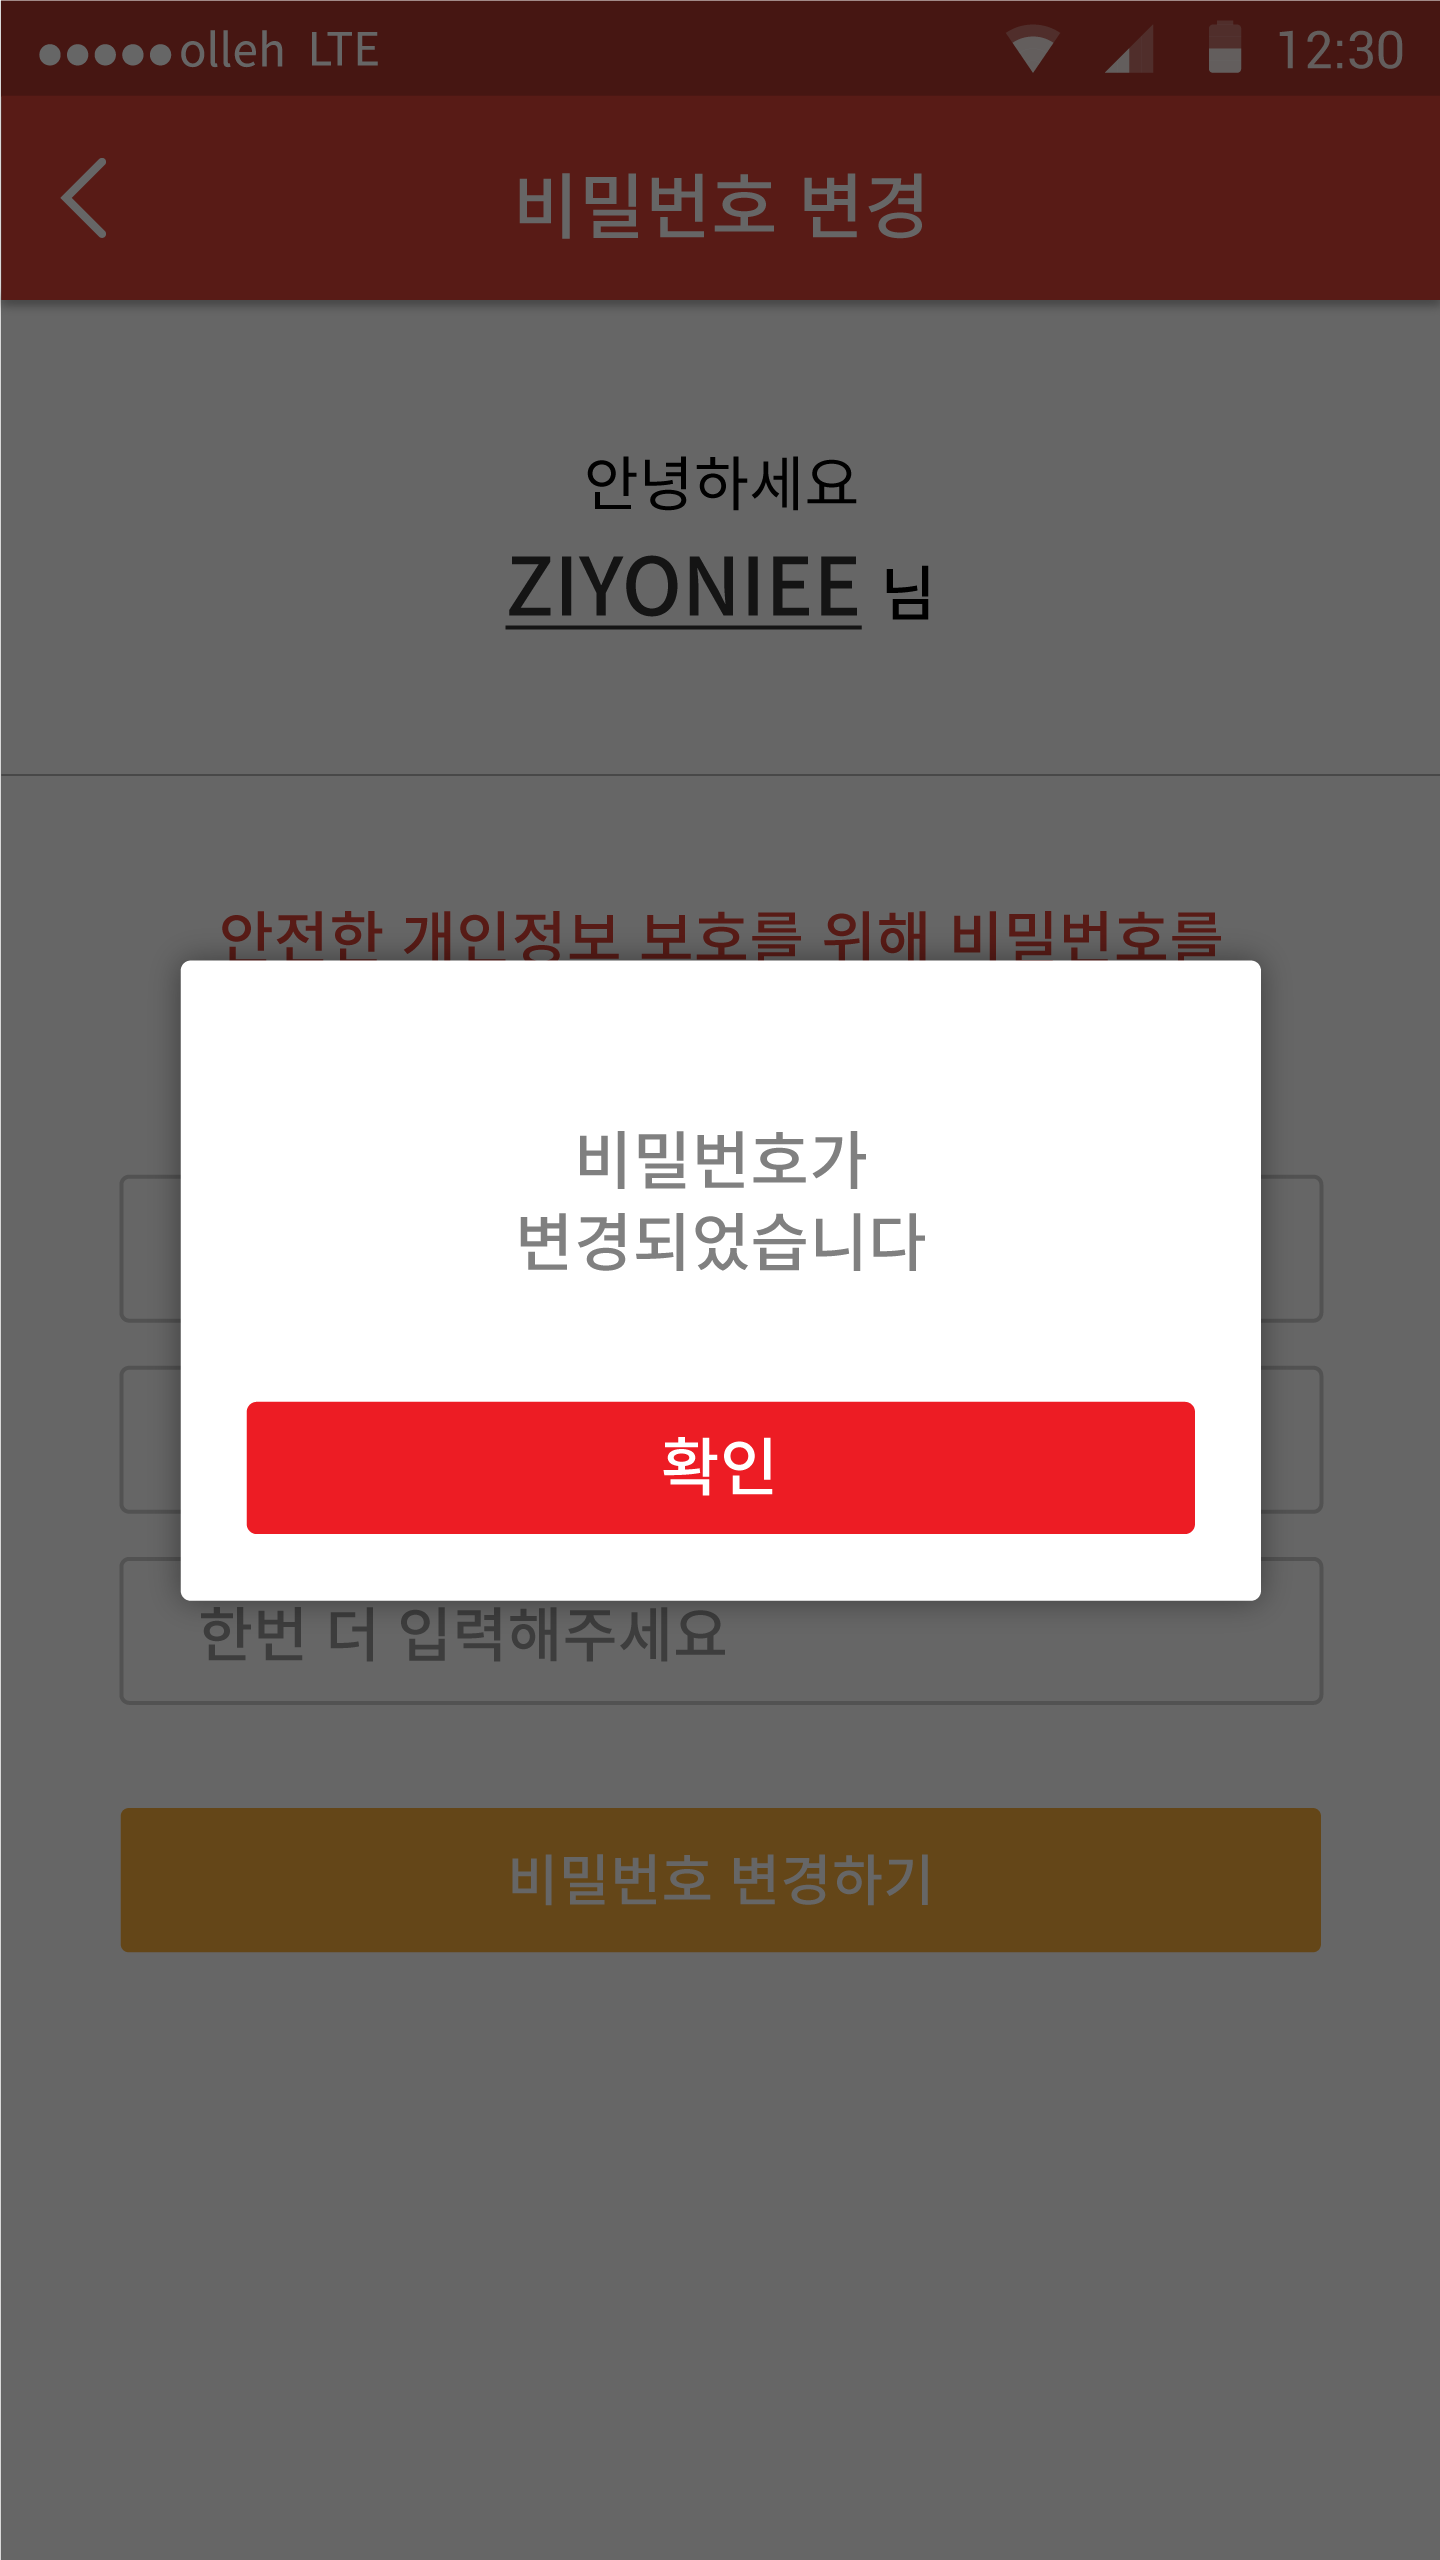 olleh LTE 12:30
비밀번호 변경
안녕하세요
ZIYONIEE 님
안전한 개인정보 보호를 위해 비밀번호를
비밀번호가
변경되었습니다
확인
한번 더 입력해주세요
비밀번호 변경하기